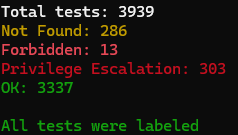 Total tests: 3939
Not Found: 286
Forbidden: 13
Privilege Escalation: 303
OK: 3337
All tests were labeled